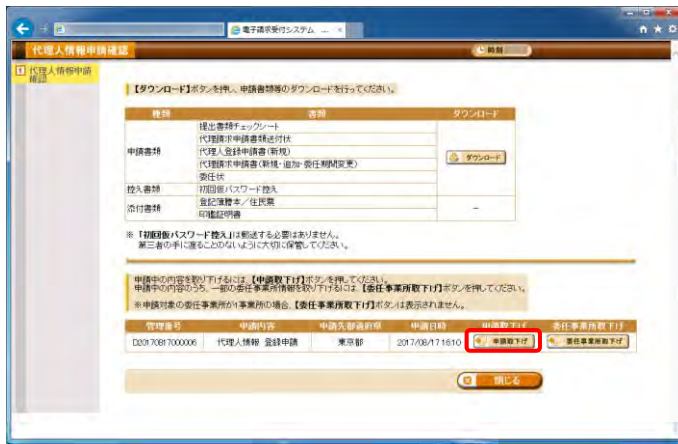 電子請求受付システム
代理人情報申請確認
時刻
1 代理人情報申請
確認
【ダウンロード】ボタンを押し、申請書類等のダウンロードを行ってください。
種類 書類 ダウンロード
申請書類
提出書類チェックシート
代理請求申請書類送付状
代理人登録申請書(新規)
代理請求申請書(新規・追加・委任期間変更)
委任状
ダウンロード
控え書類 初回仮パスワード控え
添付書類
登記簿謄本/住民票
印鑑証明書
－
※「初回仮パスワード控え」は郵送する必要はありません。
第三者の手に渡ることのないように大切に保管してください。
申請中の内容を取り下げるには、【申請取下げ】ボタンを押してください。
申請中の内容のうち、一部の委任事業所情報を取り下げるには、【委任事業所取下げ】ボタンを押してください。
※申請対象の委任事業所が1事業所の場合、【委任事業所取下げ】ボタンは表示されません。
管理番号 申請内容 申請先都道府県 申請日時 申請取下げ 委任事業所取下げ
D20170817000006 代理人情報 登録申請 東京都 2017/08/17 16:10 申請取下げ 委任事業所取下げ
閉じる